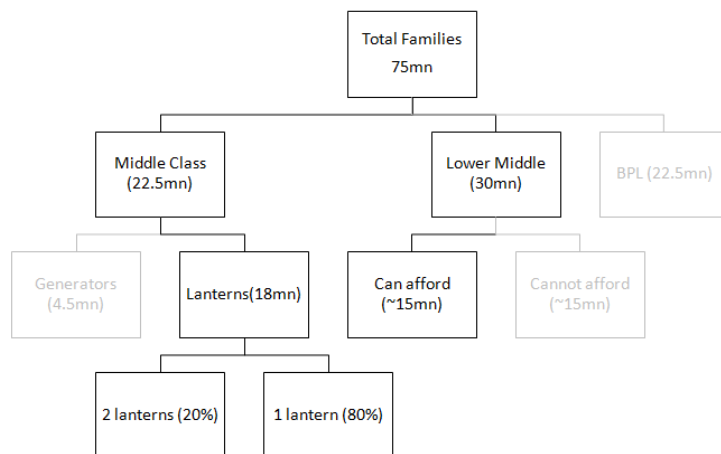 Total Families
75mn
Middle Class
(22.5mn)
Lower Middle
(30mn)
BPL (22.5mn)
Generators
(4.5mn)
Lanterns(18mn)
Can afford
(~15mn)
Cannot afford
(~15mn)
2 lanterns (20%)
1 lantern (80%)